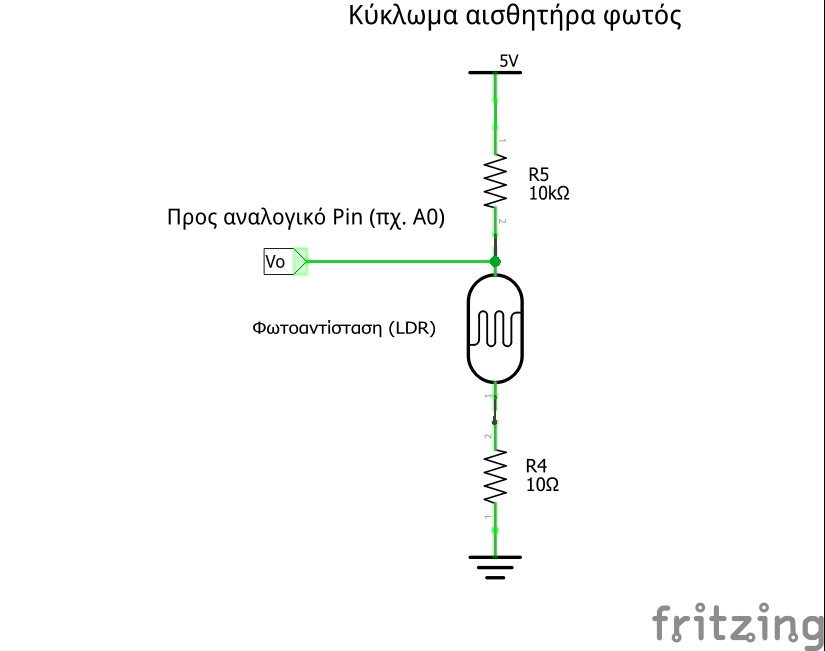 Κύκλωμα αισθητήρα φωτός
5V
1
R5
10kΩ
2
Προς αναλογικό Pin (πχ. A0)
Vo
Φωτοαντίσταση (LDR)
1
2
R4
10Ω
1
fritzing